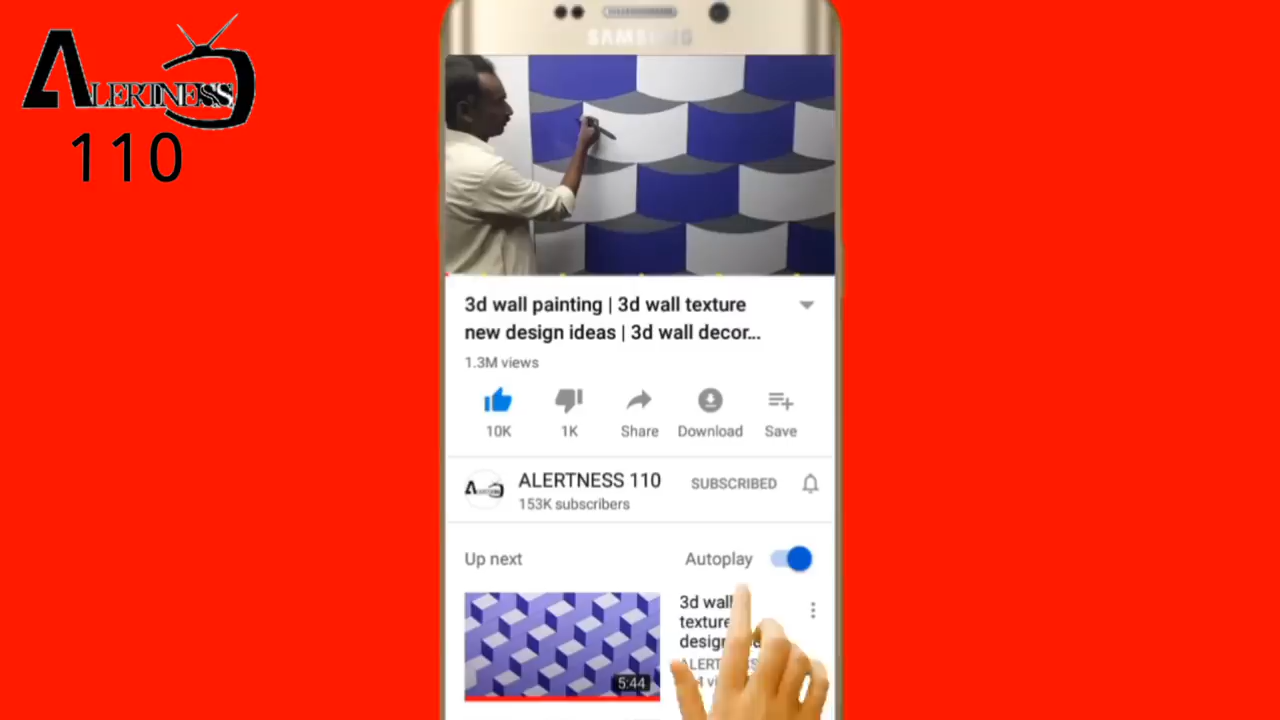 ALERTNESS
110
SAMSUNG
3d wall painting | 3d wall texture
new design ideas | 3d wall decor...
1.3M views
10K
1K
Share
Download
Save
ALERTNESS 110
153K subscribers
SUBSCRIBED
Up next
Autoplay
5:44
3d wall
texture